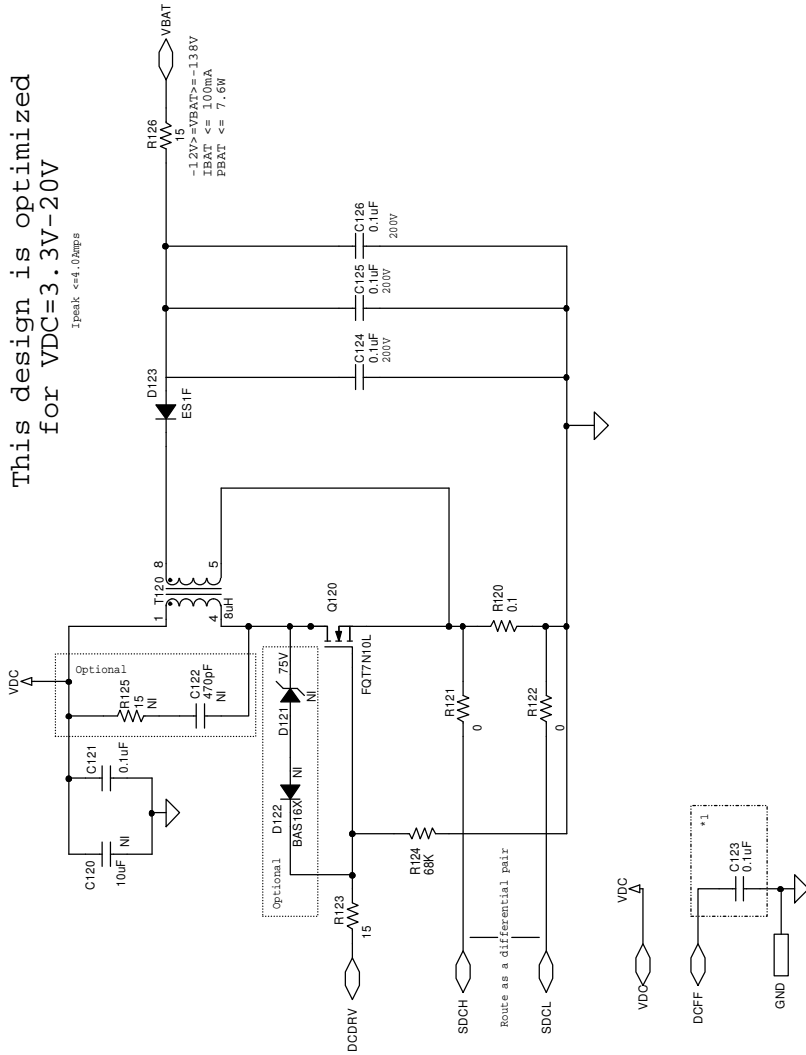 This design is optimized
for VDC=3.3V-20V
Ipeak <=4.0Amps
VDC
C120
10uF
NI
C121
0.1uF
Optional
R125
15
NI
C122
470pF
NI
T120
1
4
8
5
8uH
D123
ES1F
R126
15
VBAT
-12V>=VBAT>=-138V
IBAT <= 100mA
PBAT <= 7.6W
C124
0.1uF
200V
C125
0.1uF
200V
C126
0.1uF
200V
Optional
D122
BAS16X
NI
D121
75V
NI
Q120
FQT7N10L
DCDRV
R123
15
R124
68K
R121
0
R120
0.1
R122
0
SDCH
Route as a differential pair
SDCL
VDC
VDC
DCFF
*1
C123
0.1uF
GND